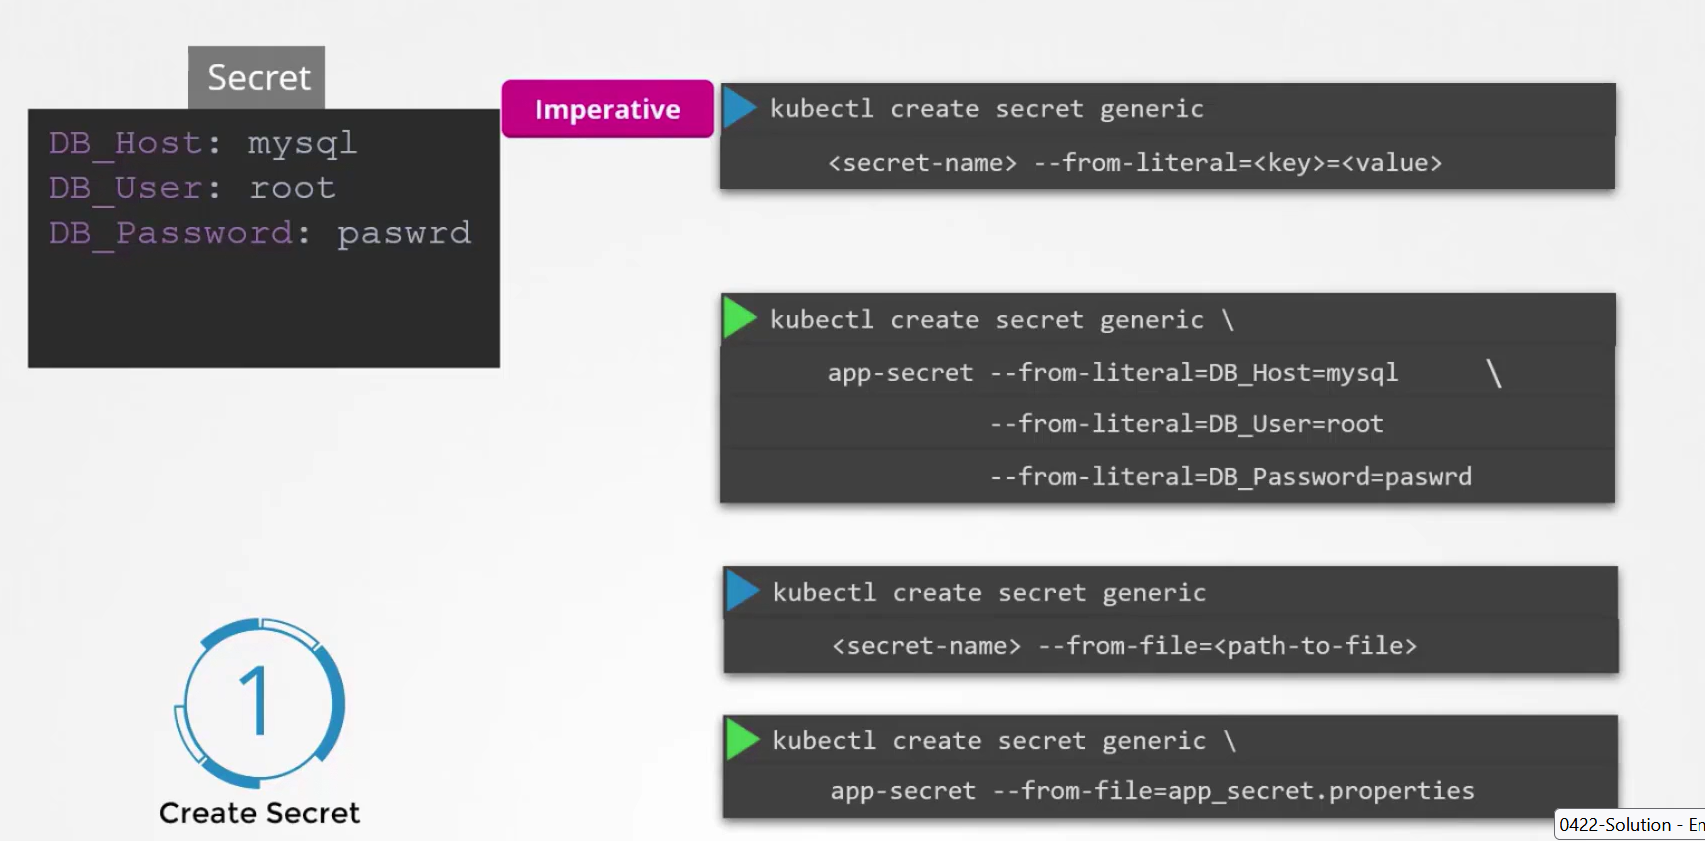 Secret
DB_Host: mysql
DB_User: root
DB_Password: paswrd
Imperative
kubectl create secret generic
<secret-name> --from-literal=<key>=<value>
kubectl create secret generic \
app-secret --from-literal=DB_Host=mysql \
--from-literal=DB_User=root
--from-literal=DB_Password=paswrd
kubectl create secret generic
<secret-name> --from-file=<path-to-file>
kubectl create secret generic \
app-secret --from-file=app_secret.properties
1
Create Secret
0422-Solution - En